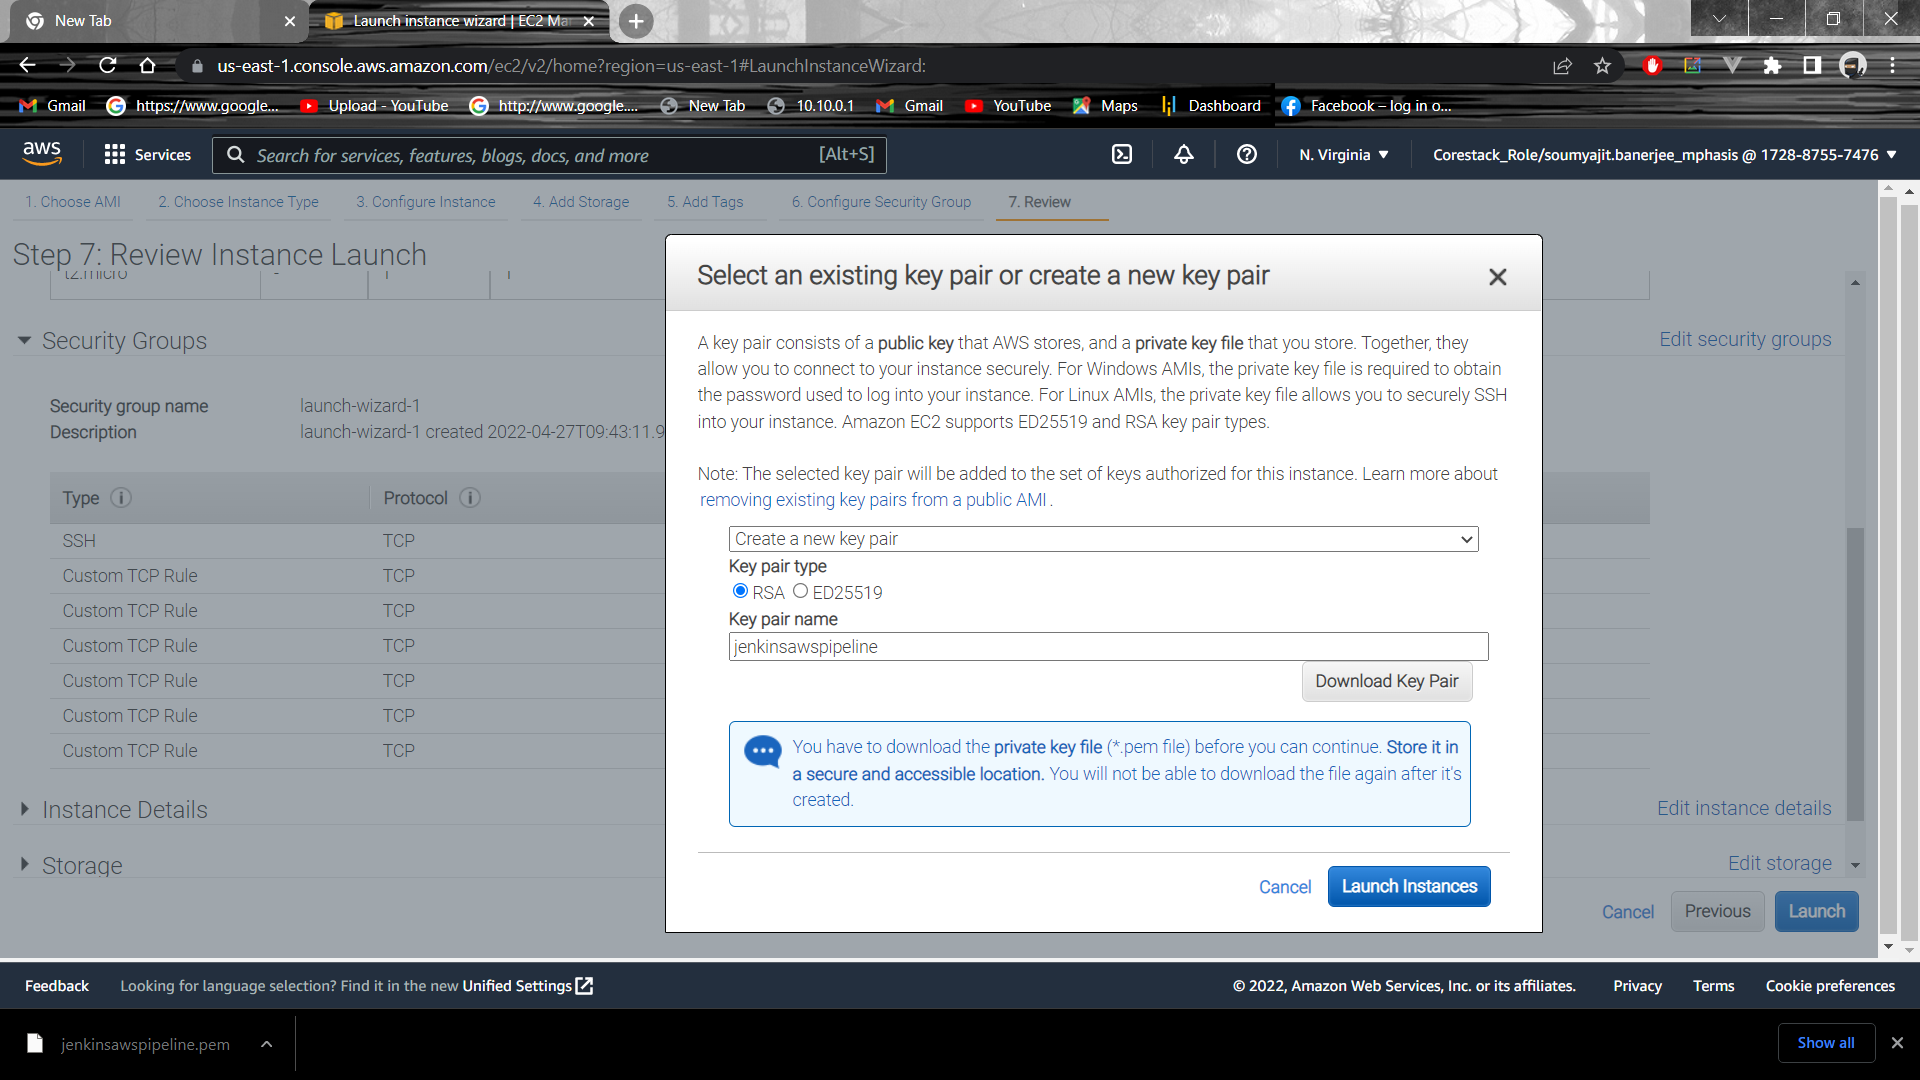 New Tab
Launch instance wizard | EC2 Ma
us-east-1.console.aws.amazon.com/ec2/v2/home?region=us-east-1#LaunchInstanceWizard:
Gmail
https://www.google...
Upload - YouTube
http://www.google....
New Tab
10.10.0.1
Gmail
YouTube
Maps
Dashboard
Facebook – log in o...
aws
Services
Search for services, features, blogs, docs, and more
[Alt+S]
N. Virginia
Corestack_Role/soumyajit.banerjee_mphasis @ 1728-8755-7476
1. Choose AMI
2. Choose Instance Type
3. Configure Instance
4. Add Storage
5. Add Tags
6. Configure Security Group
7. Review
Step 7: Review Instance Launch
t2.micro
Security Groups
Edit security groups
Security group name
launch-wizard-1
Description
launch-wizard-1 created 2022-04-27T09:43:11.9
Type
Protocol
SSH
TCP
Custom TCP Rule
TCP
Custom TCP Rule
TCP
Custom TCP Rule
TCP
Custom TCP Rule
TCP
Custom TCP Rule
TCP
Custom TCP Rule
TCP
Instance Details
Edit instance details
Storage
Edit storage
Cancel
Previous
Launch
Select an existing key pair or create a new key pair
A key pair consists of a public key that AWS stores, and a private key file that you store. Together, they
allow you to connect to your instance securely. For Windows AMIs, the private key file is required to obtain
the password used to log into your instance. For Linux AMIs, the private key file allows you to securely SSH
into your instance. Amazon EC2 supports ED25519 and RSA key pair types.
Note: The selected key pair will be added to the set of keys authorized for this instance. Learn more about
removing existing key pairs from a public AMI .
Create a new key pair
Key pair type
RSA
ED25519
Key pair name
jenkinsawspipeline
Download Key Pair
You have to download the private key file (*.pem file) before you can continue. Store it in
a secure and accessible location. You will not be able to download the file again after it's
created.
Cancel
Launch Instances
Feedback
Looking for language selection? Find it in the new Unified Settings
© 2022, Amazon Web Services, Inc. or its affiliates.
Privacy
Terms
Cookie preferences
jenkinsawspipeline.pem
Show all